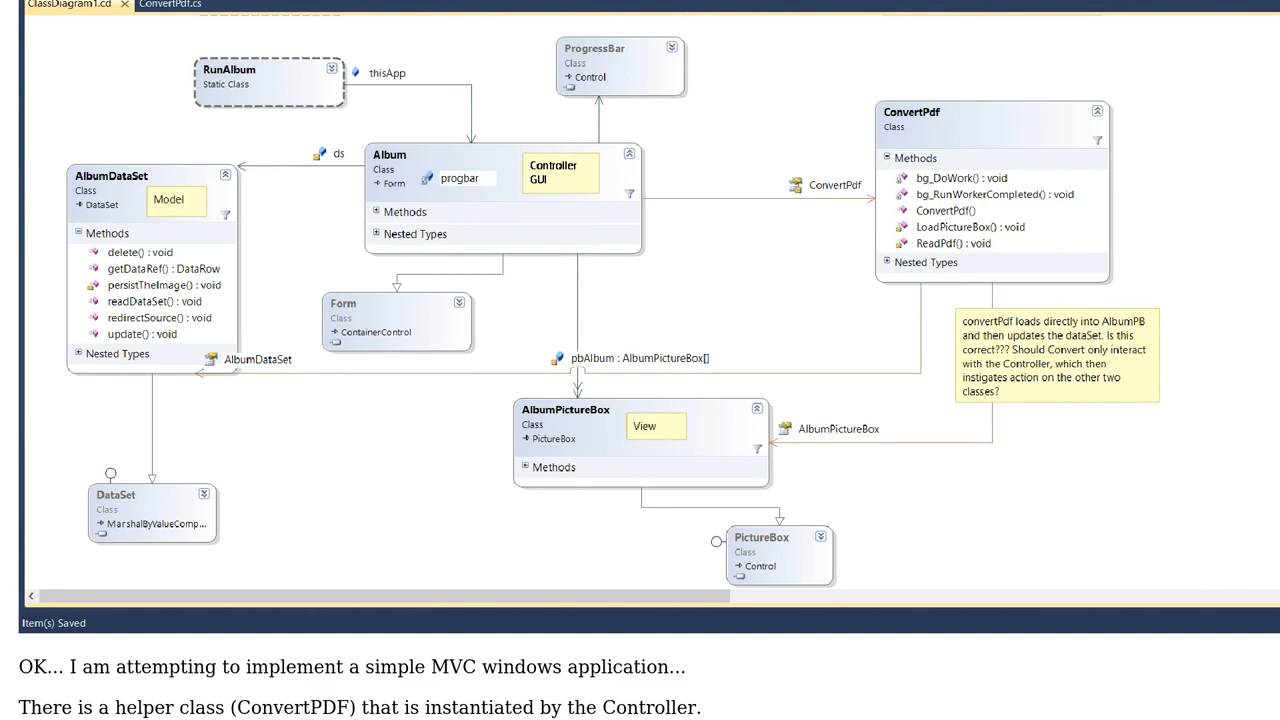 ClassDiagram1.cd
ConvertPdf.cs
RunAlbum
Static Class
thisApp
ProgressBar
Class
Control
ConvertPdf
Class
Methods
bg_DoWork() : void
bg_RunWorkerCompleted() : void
ConvertPdf()
LoadPictureBox() : void
ReadPdf() : void
Nested Types
ds
Album
Class
Form
progbar
Controller
GUI
Methods
Nested Types
ConvertPdf
AlbumDataSet
Class
DataSet
Model
Methods
delete() : void
getDataRef() : DataRow
persistTheImage() : void
readDataSet() : void
redirectSource() : void
update() : void
Nested Types
AlbumDataSet
Form
Class
ContainerControl
pbAlbum : AlbumPictureBox[]
convertPdf loads directly into AlbumPB
and then updates the dataSet. Is this
correct??? Should Convert only interact
with the Controller, which then
instigates action on the other two
classes?
AlbumPictureBox
Class
PictureBox
View
Methods
AlbumPictureBox
DataSet
Class
MarshalByValueComp...
PictureBox
Class
Control
Item(s) Saved
OK... I am attempting to implement a simple MVC windows application...
There is a helper class (ConvertPDF) that is instantiated by the Controller.